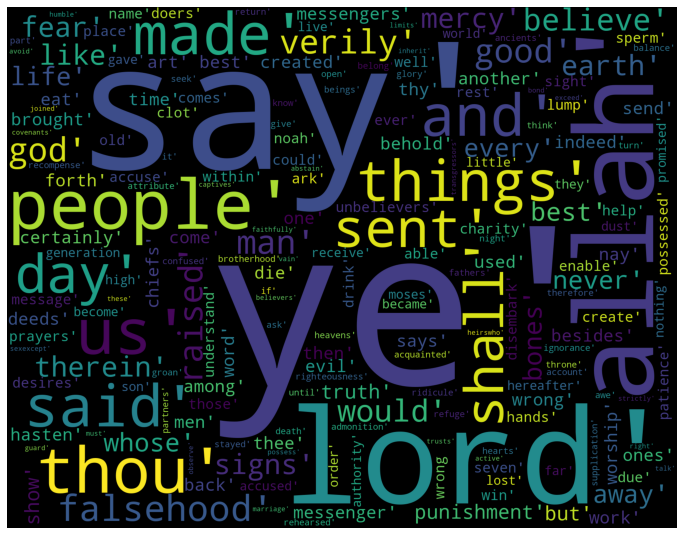 say'
ye'
allah'
lord'
people'
things'
and'
made'
sent'
shall'
said'
thou'
day'
us'
man'
god'
falsehood'
therein'
signs'
raised'
would'
believe'
good'
earth'
every'
never'
away'
bones'
best'
mercy'
verily'
like'
fear'
life'
messengers'
name'
doers'
place'
art'
best'
created'
live'
gave'
well'
world'
return'
limits'
part'
avoid'
inherit'
ancients'
balance'
sperm'
another'
sight'
thy'
rest'
lump'
send'
belong'
glory'
open'
seek'
beings'
time'
comes'
eat'
brought'
clot'
old'
noah'
could'
give'
it'
know'
ever'
behold'
indeed'
bond'
exceed'
think'
turn'
they'
promised'
joined'
covenants'
recompense'
forth'
accuse'
within'
ark'
abstain'
little'
attribute'
captives'
unbelievers'
transgressors'
certainly'
one'
charity'
help'
dust'
possessed'
generation'
brotherhood'
faithfully'
vain'
come'
receive'
able'
used'
nay'
enable'
chiefs'
confused'
die'
fathers'
night'
message'
high'
these'
if'
believers'
drink'
moses'
became'
therefore'
create'
nothing'
deeds'
become'
understand'
word'
ask'
heavens'
says'
besides'
prayers'
heirswho'
disembark'
then'
acquainted'
ignorance'
throne'
patience'
sexexcept'
groan'
evil'
righteousness'
hereafter'
account'
desires'
son'
among'
until'
ridicule'
wrong'
awe'
strictly'
hasten'
whose'
men'
those'
truth'
partners'
death'
admonition'
refuge'
hands'
worship'
supplication'
right'
thee'
trusts'
hearts'
ones'
guard'
must'
stayed'
possess'
order'
active'
seven'
far'
due'
talk'
show'
back'
accused'
observe'
authority'
wrong'
lost'
win'
humble'
marriage'
rehearsed'
messenger'
punishment'
but'
work'